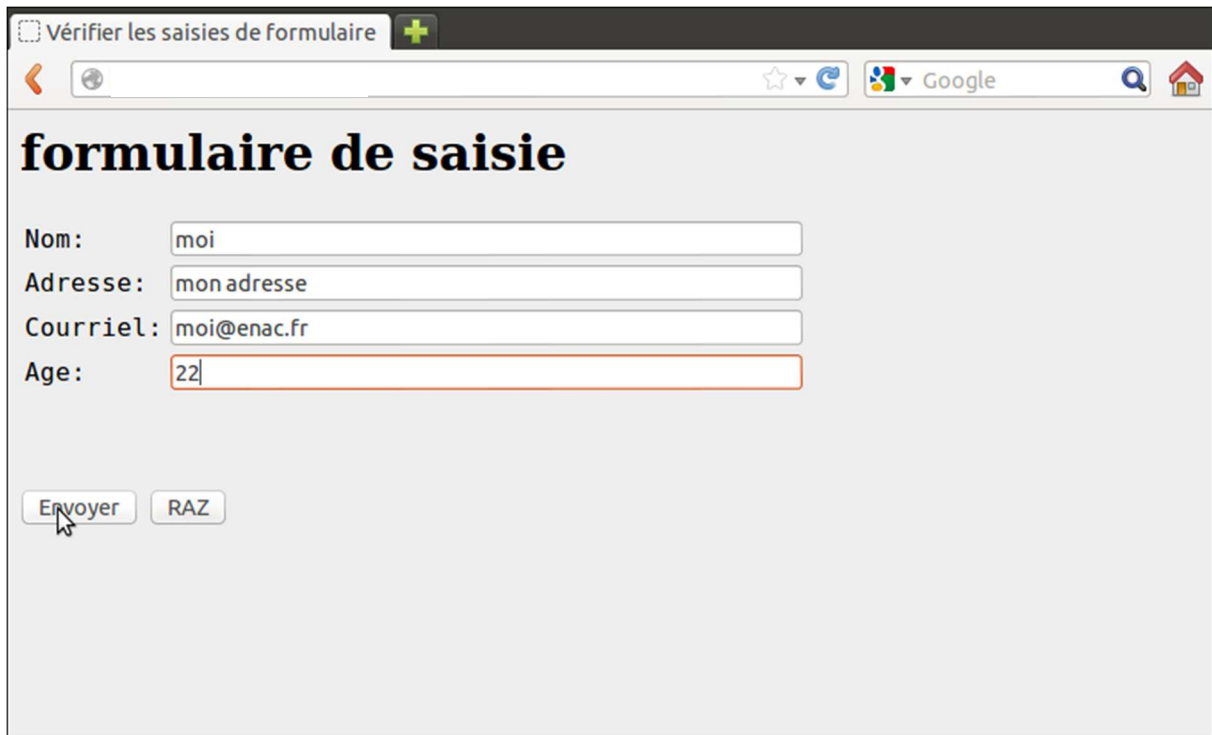 Vérifier les saisies de formulaire
Google
formulaire de saisie
Nom: moi
Adresse: mon adresse
Courriel: moi@enac.fr
Age: 22
Envoyer RAZ